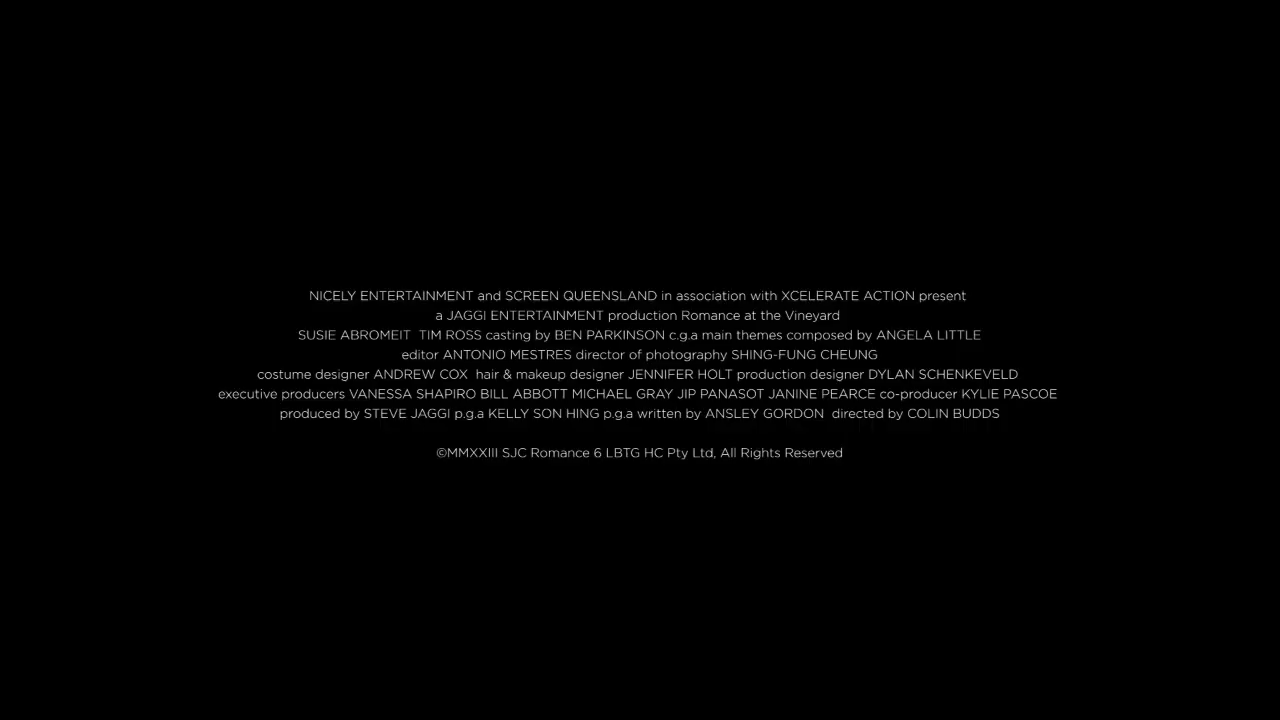 NICELY ENTERTAINMENT and SCREEN QUEENSLAND in association with XCELERATE ACTION present
a JAGGI ENTERTAINMENT production Romance at the Vineyard
SUSIE ABROMEIT  TIM ROSS casting by BEN PARKINSON c.g.a main themes composed by ANGELA LITTLE
editor ANTONIO MESTRES director of photography SHING-FUNG CHEUNG
costume designer ANDREW COX  hair & makeup designer JENNIFER HOLT production designer DYLAN SCHENKEVELD
executive producers VANESSA SHAPIRO BILL ABBOTT MICHAEL GRAY JIP PANASOT JANINE PEARCE co-producer KYLIE PASCOE
produced by STEVE JAGGI p.g.a KELLY SON HING p.g.a written by ANSLEY GORDON  directed by COLIN BUDDS
©MMXXIII SJC Romance 6 LBTG HC Pty Ltd, All Rights Reserved